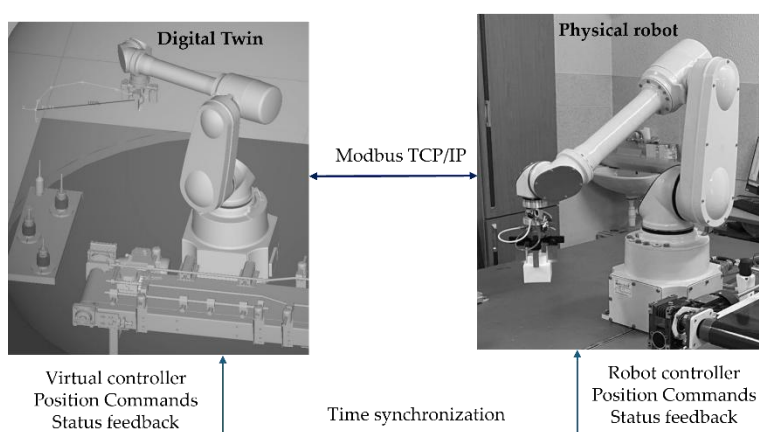 Digital Twin
Physical robot
Modbus TCP/IP
Virtual controller
Position Commands
Status feedback
Time synchronization
Robot controller
Position Commands
Status feedback